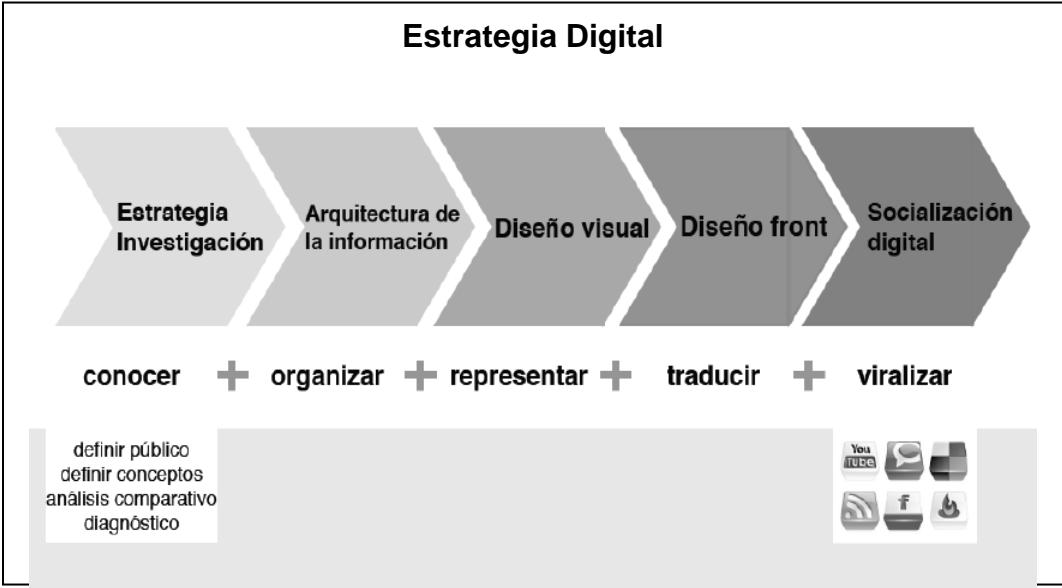 Estrategia Digital
Estrategia
Investigación
Arquitectura de
la información
Diseño visual
Diseño front
Socialización
digital
conocer + organizar + representar + traducir + viralizar
definir público
definir conceptos
análisis comparativo
diagnóstico
You
Tube
f